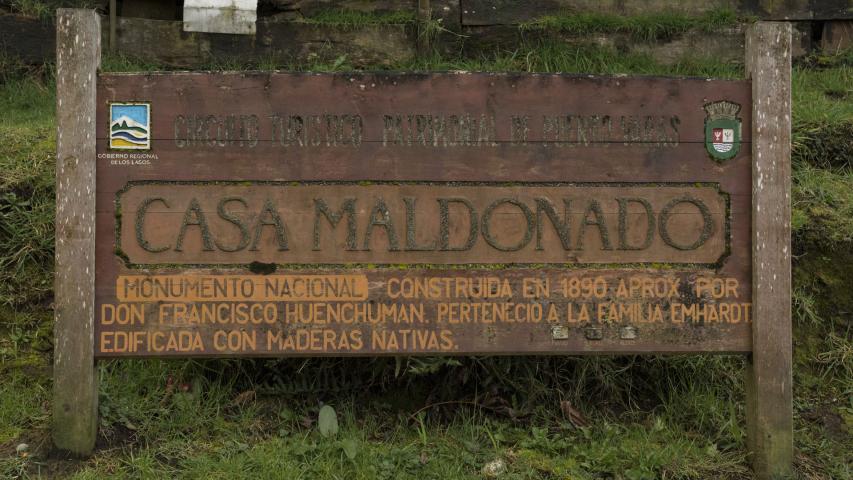 CIRCUITO TURISTICO PATRIMONIAL DE PUERTO VARAS
GOBIERNO REGIONAL
DE LOS LAGOS
CASA MALDONADO
MONUMENTO NACIONAL CONSTRUIDA EN 1890 APROX. POR
DON FRANCISCO HUENCHUMAN. PERTENECIO A LA FAMILIA EMHARDT
EDIFICADA CON MADERAS NATIVAS.